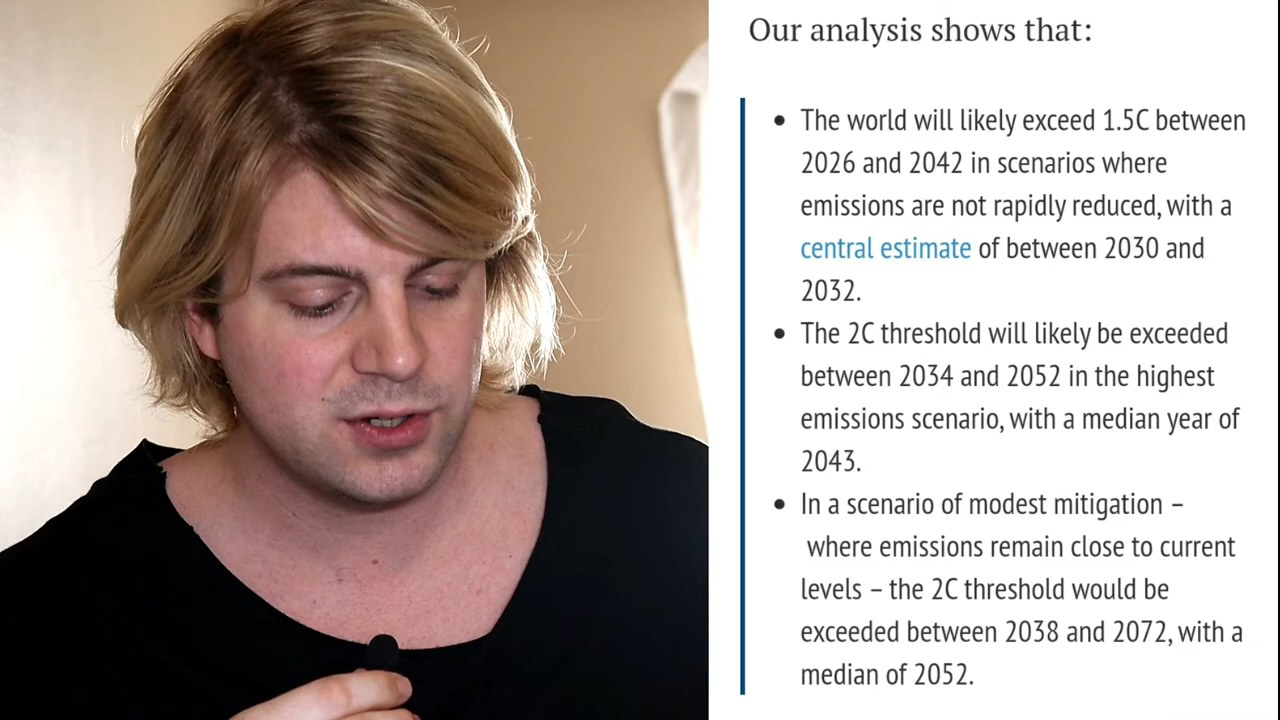 Our analysis shows that:
• The world will likely exceed 1.5C between
2026 and 2042 in scenarios where
emissions are not rapidly reduced, with a
central estimate of between 2030 and
2032.
• The 2C threshold will likely be exceeded
between 2034 and 2052 in the highest
emissions scenario, with a median year of
2043.
• In a scenario of modest mitigation –
where emissions remain close to current
levels – the 2C threshold would be
exceeded between 2038 and 2072, with a
median of 2052.